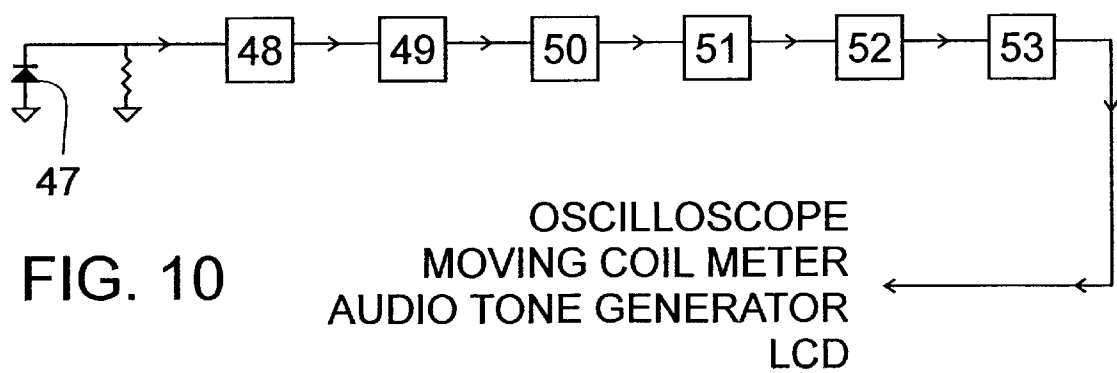 48 49 50 51 52 53
47
OSCILLOSCOPE
MOVING COIL METER
AUDIO TONE GENERATOR
LCD
FIG. 10